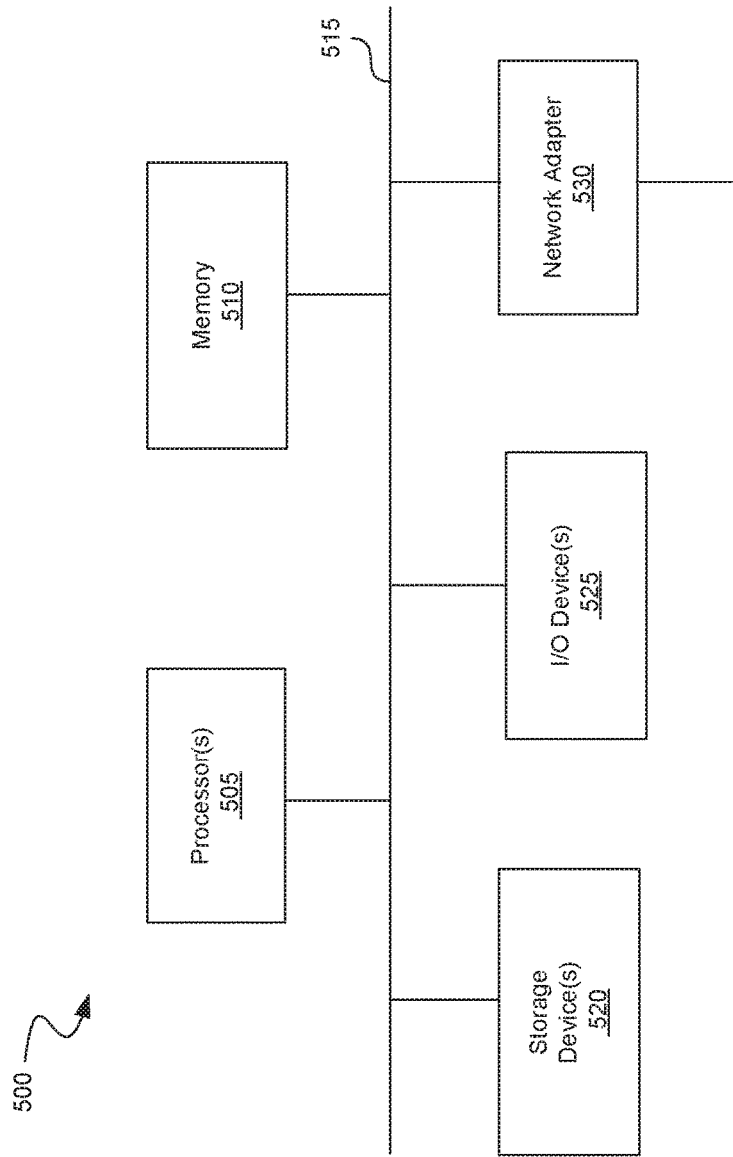 500
Processor(s)
505
Memory
510
515
Storage
Device(s)
520
I/O Device(s)
525
Network Adapter
530